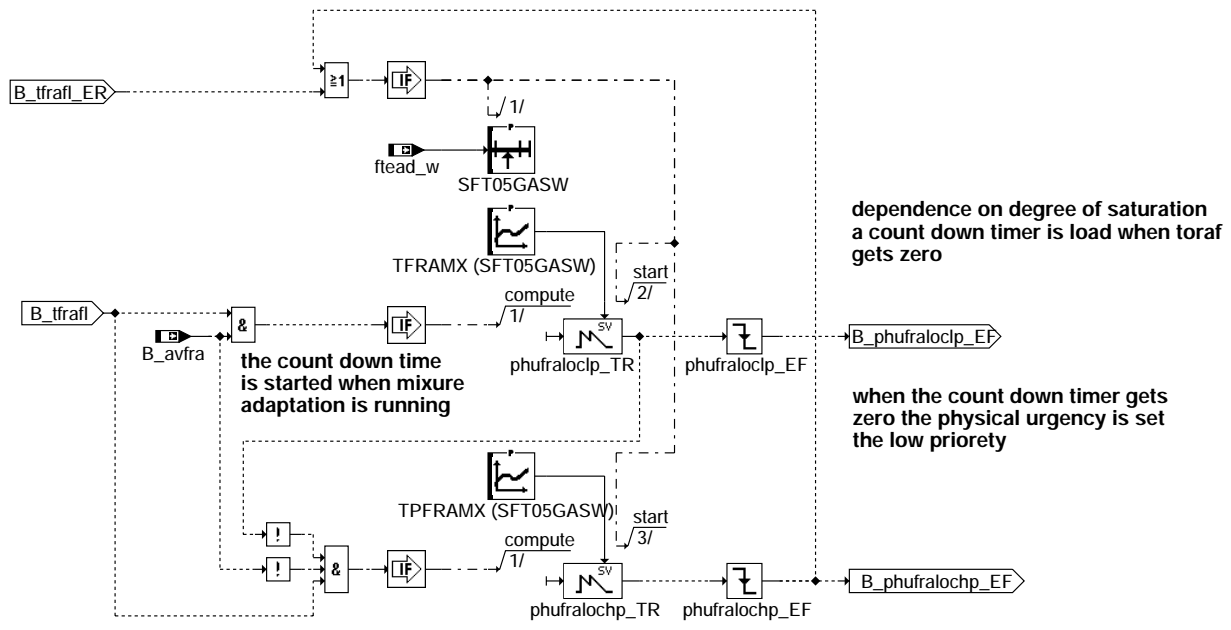 B_tfrafl_ER
≥1
IF
1/
ftead_w
SFT05GASW
TFRAMX (SFT05GASW)
dependence on degree of saturation
a count down timer is load when toraf
gets zero
start
2/
B_tfrafl
&
B_avfra
IF
compute
1/
SV
phufraloclp_TR
phufraloclp_EF
B_phufraloclp_EF
the count down time
is started when mixure
adaptation is running
when the count down timer gets
zero the physical urgency is set
the low priorety
TPFRAMX (SFT05GASW)
start
3/
!
!
&
IF
compute
1/
SV
phufralochp_TR
phufralochp_EF
B_phufralochp_EF